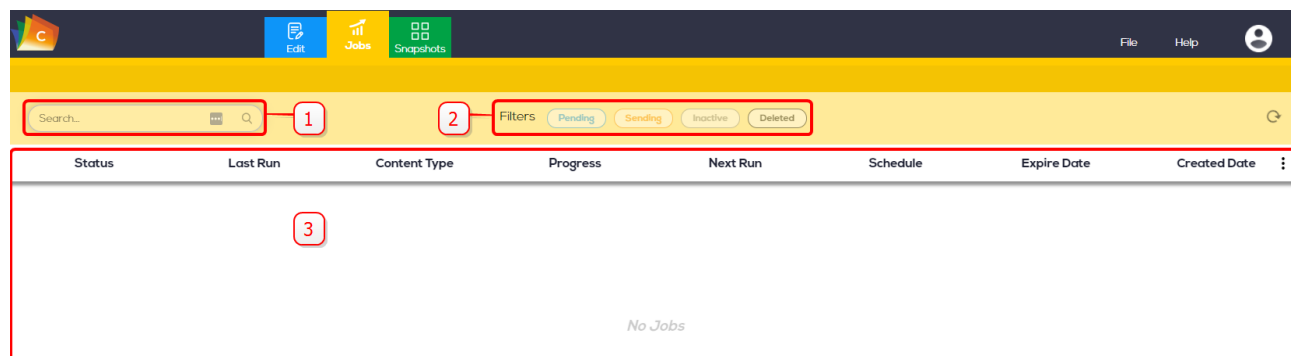 C
Edit Jobs Snapshots File Help
Search... 1 2 Filters Pending Sending Inactive Deleted
Status Last Run Content Type Progress Next Run Schedule Expire Date Created Date
3
No Jobs